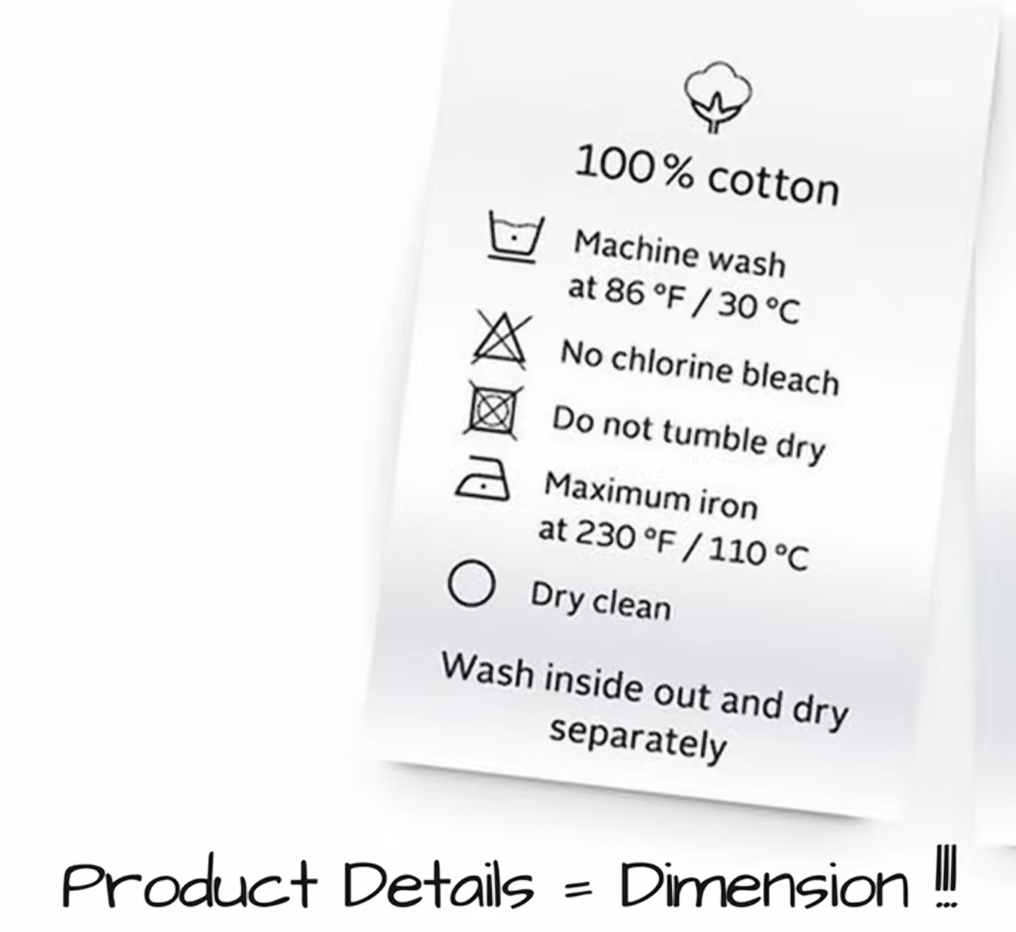 100% cotton
Machine wash
at 86 °F / 30 °C
No chlorine bleach
Do not tumble dry
Maximum iron
at 230 °F / 110 °C
Dry clean
Wash inside out and dry
separately
Product Details = Dimension !!!